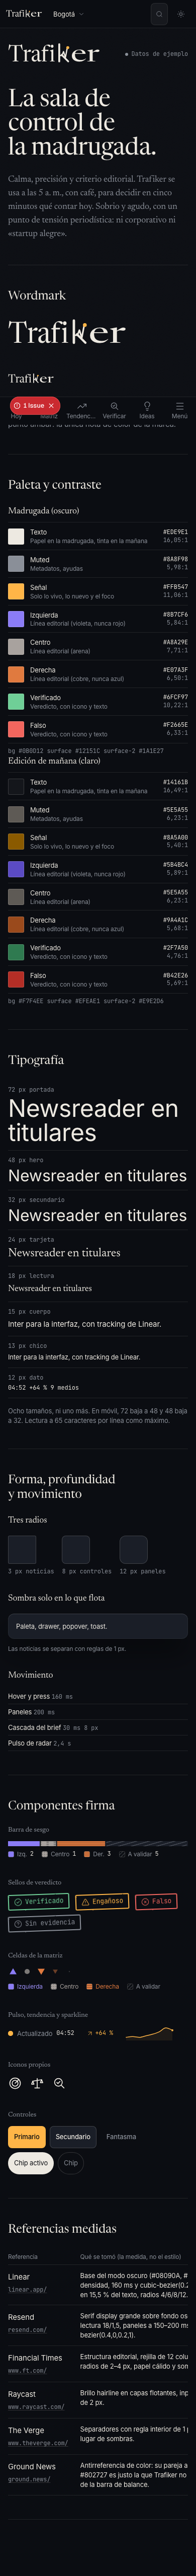 Trafiker
Bogotá
Trafiker
Datos de ejemplo
La sala de
control de
la madrugada.
Calma, precisión y criterio editorial. Trafiker se
usa a las 5 a. m., con café, para decidir en once
minutos qué contar hoy. Sobrio y agudo, con un
punto de tensión: periodismo, no informe corporativo ni
«startup alegre».
Wordmark
Trafiker
Trafiker
1 Issue
Hoy
Matriz
Tendenc...
Verificar
Ideas
Menú
Paleta y contraste
Madrugada (oscuro)
Texto
#EDE9E1
Papel en la madrugada, tinta en la mañana
16,05:1
Muted
#8A8F98
Metadatos, ayudas
5,98:1
Señal
#FFB547
Solo lo vivo, lo nuevo y el foco
11,06:1
Izquierda
#8B7CF6
Línea editorial (violeta, nunca rojo)
5,84:1
Centro
#A8A29E
Línea editorial (arena)
7,71:1
Derecha
#E07A3F
Línea editorial (cobre, nunca azul)
6,50:1
Verificado
#6FCF97
Veredicto, con icono y texto
10,22:1
Falso
#F2665E
Veredicto, con icono y texto
6,33:1
bg #0B0D12 surface #12151C surface-2 #1A1E27
Edición de mañana (claro)
Texto
#14161B
Papel en la madrugada, tinta en la mañana
16,49:1
Muted
#5E5A55
Metadatos, ayudas
6,23:1
Señal
#8A5A00
Solo lo vivo, lo nuevo y el foco
5,40:1
Izquierda
#5B4BC4
Línea editorial (violeta, nunca rojo)
5,89:1
Centro
#5E5A55
Línea editorial (arena)
6,23:1
Derecha
#9A4A1C
Línea editorial (cobre, nunca azul)
5,68:1
Verificado
#2F7A50
Veredicto, con icono y texto
4,76:1
Falso
#B42E26
Veredicto, con icono y texto
5,69:1
bg #F7F4EE surface #EFEAE1 surface-2 #E9E2D6
Tipografía
72 px portada
Newsreader en
titulares
48 px hero
Newsreader en titulares
32 px secundario
Newsreader en titulares
24 px tarjeta
Newsreader en titulares
18 px lectura
Newsreader en titulares
15 px cuerpo
Inter para la interfaz, con tracking de Linear.
13 px chico
Inter para la interfaz, con tracking de Linear.
12 px dato
04:52 +64 % 9 medios
Ocho tamaños, ni uno más. En móvil, 72 baja a 48 y 48 baja
a 32. Lectura a 65 caracteres por línea como máximo.
Forma, profundidad
y movimiento
Tres radios
3 px noticias
8 px controles
12 px paneles
Sombra solo en lo que flota
Paleta, drawer, popover, toast.
Las noticias se separan con reglas de 1 px.
Movimiento
Hover y press 160 ms
Paneles 200 ms
Cascada del brief 30 ms 8 px
Pulso de radar 2,4 s
Componentes firma
Barra de sesgo
Izq. 2
Centro 1
Der. 3
A validar 5
Sellos de veredicto
Verificado
Engañoso
Falso
Sin evidencia
Celdas de la matriz
Izquierda
Centro
Derecha
A validar
Pulso, tendencia y sparkline
Actualizado 04:52
+64 %
Iconos propios
Controles
Primario
Secundario
Fantasma
Chip activo
Chip
Referencias medidas
Referencia
Qué se tomó (la medida, no el estilo)
Linear
linear.app/
Base del modo oscuro (#08090A, #
densidad, 160 ms y cubic-bezier(0.2
en 15,5 % del texto, radios 4/6/8/12.
Resend
resend.com/
Serif display grande sobre fondo os
lectura 18/1,5, paneles a 150–200 ms
bezier(0.4,0,0.2,1).
Financial Times
www.ft.com/
Estructura editorial, rejilla de 12 colu
radios de 2–4 px, papel cálido y son
Raycast
www.raycast.com/
Brillo hairline en capas flotantes, inp
de 2 px.
The Verge
www.theverge.com/
Separadores con regla interior de 1 p
lugar de sombras.
Ground News
ground.news/
Antirreferencia de color: su pareja a
#802727 es justo la que Trafiker no
de la barra de balance.